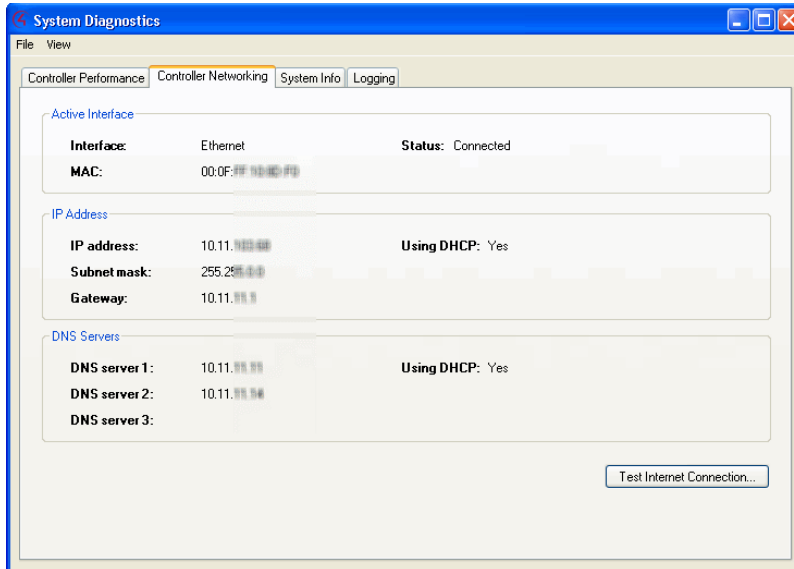 System Diagnostics
File View
Controller Performance Controller Networking System Info Logging
Active Interface
Interface: Ethernet Status: Connected
MAC: 00:0F:
IP Address
IP address: 10.11. Using DHCP: Yes
Subnet mask: 255.25
Gateway: 10.11.
DNS Servers
DNS server 1: 10.11. Using DHCP: Yes
DNS server 2: 10.11.
DNS server 3:
Test Internet Connection...